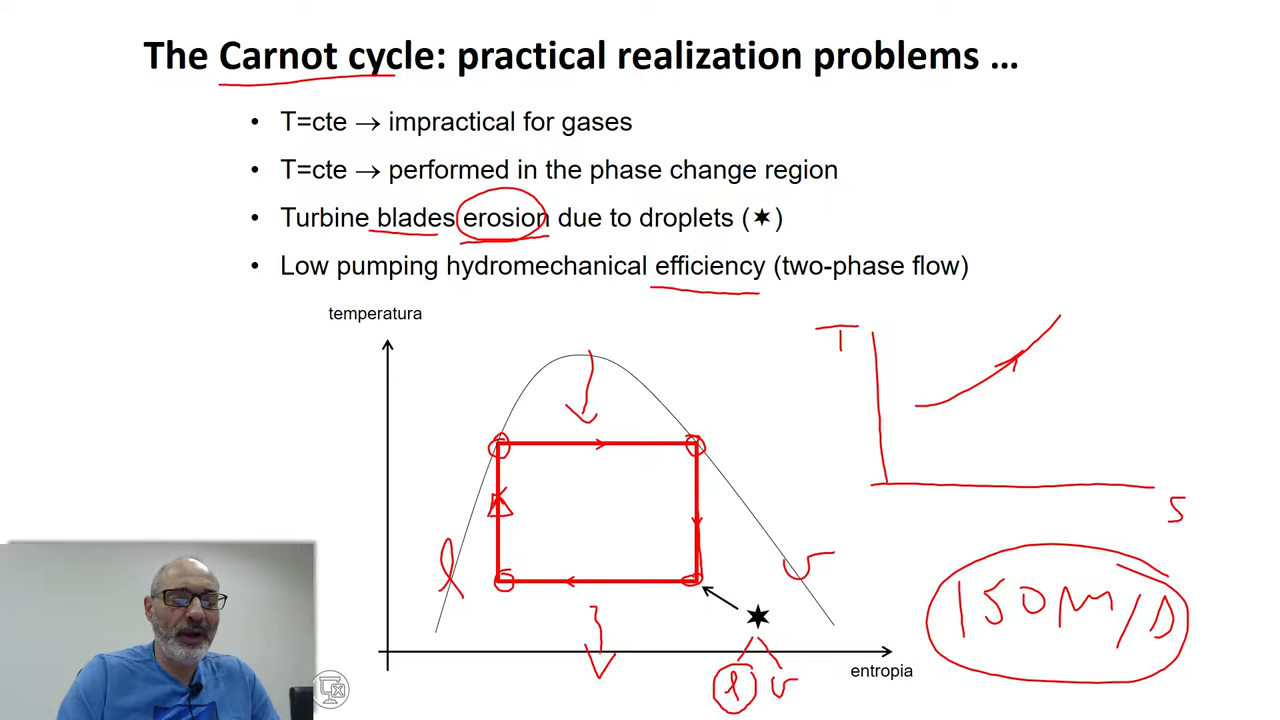 The Carnot cycle: practical realization problems ...
• T=cte → impractical for gases
• T=cte → performed in the phase change region
• Turbine blades erosion due to droplets (✶)
• Low pumping hydromechanical efficiency (two-phase flow)
temperatura
T
s
l
v
150 m/s
✶
l v
entropia